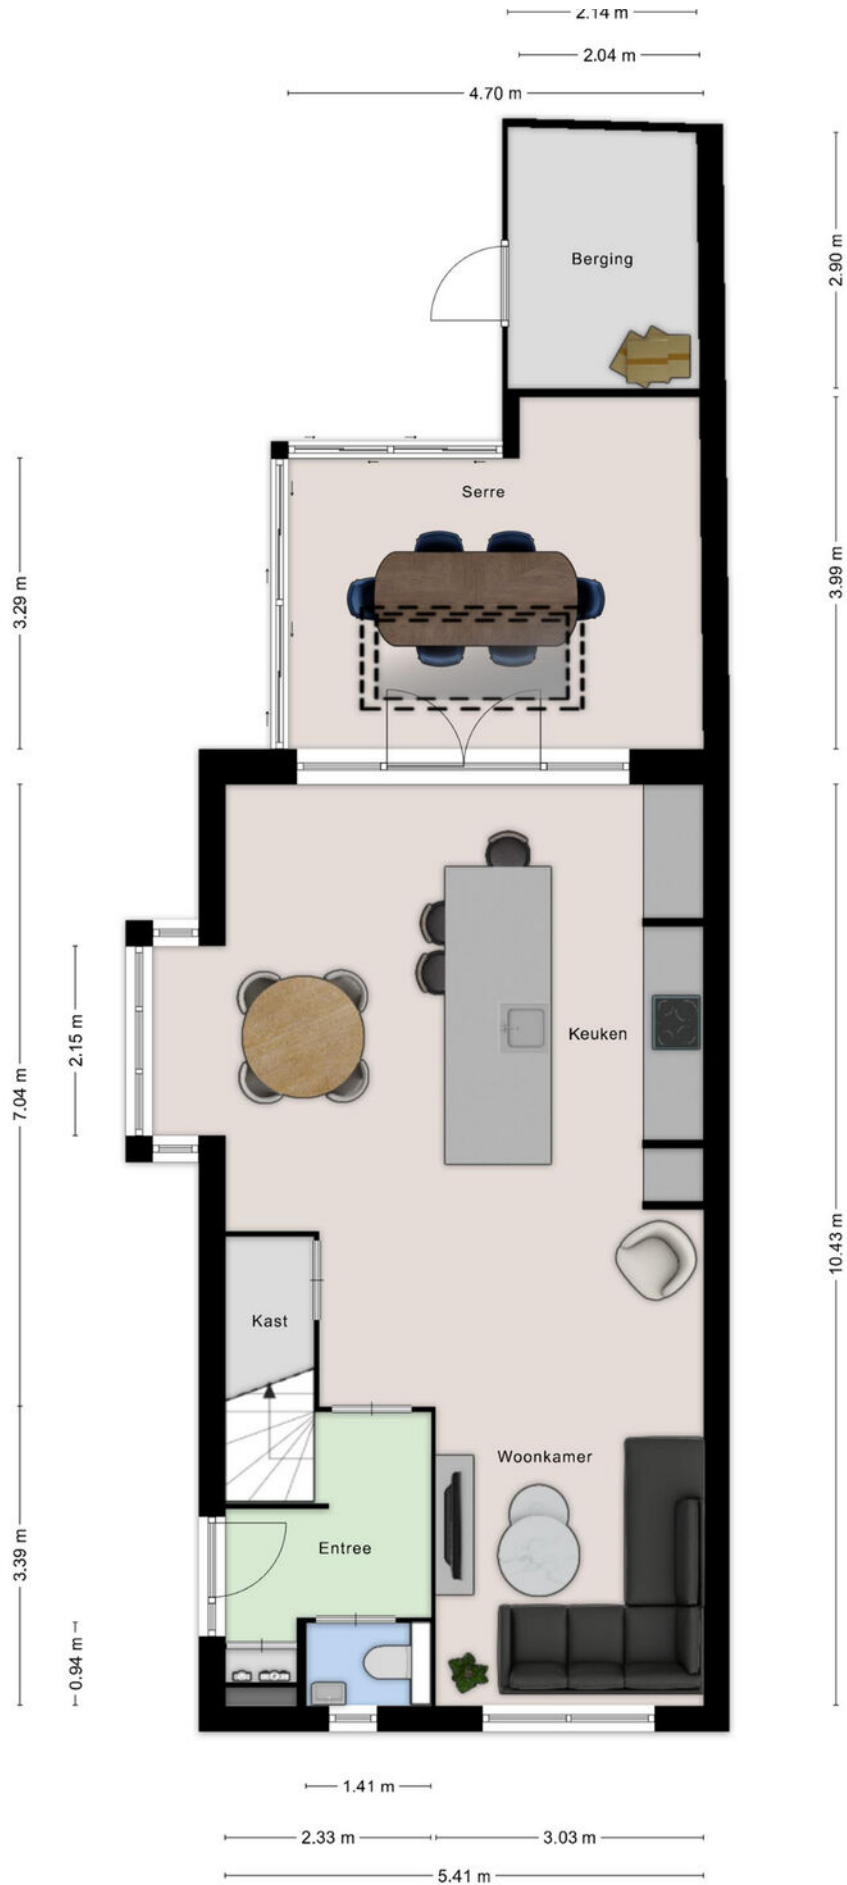 2.14 m
2.04 m
4.70 m
Berging
2.90 m
Serre
3.29 m
3.99 m
Keuken
2.15 m
7.04 m
10.43 m
Kast
Woonkamer
Entree
3.39 m
0.94 m
1.41 m
2.33 m
3.03 m
5.41 m